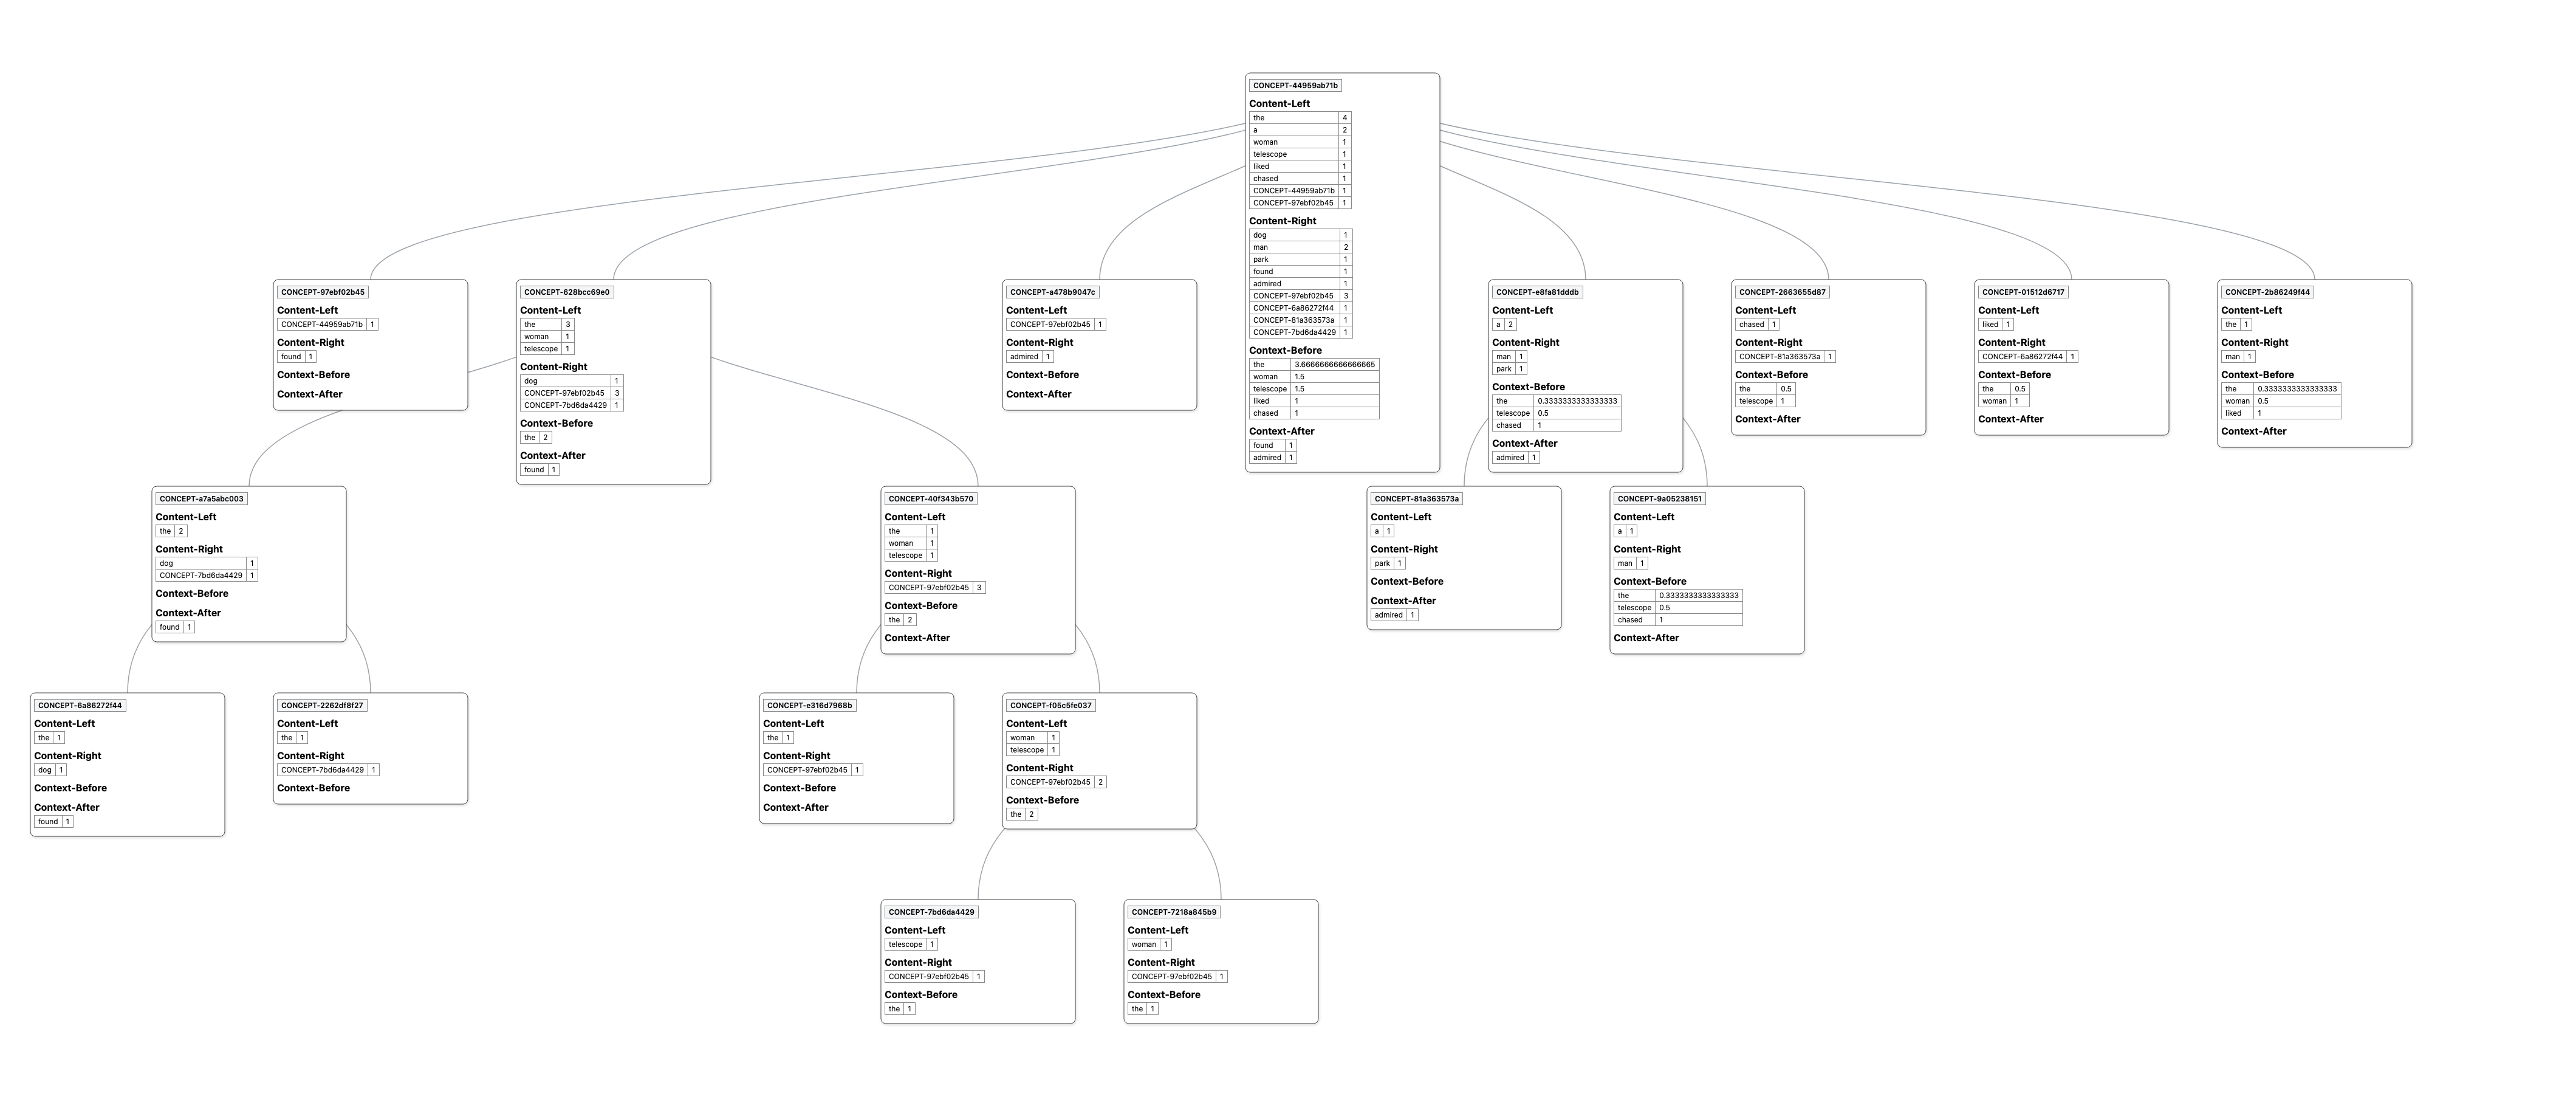 CONCEPT-44959ab71b
Content-Left
the 4
a 2
woman 1
telescope 1
liked 1
chased 1
CONCEPT-44959ab71b 1
CONCEPT-97ebf02b45 1
Content-Right
dog 1
man 2
park 1
found 1
admired 1
CONCEPT-97ebf02b45 3
CONCEPT-6a86272f44 1
CONCEPT-81a363573a 1
CONCEPT-7bd6da4429 1
Context-Before
the 3.6666666666666665
woman 1.5
telescope 1.5
liked 1
chased 1
Context-After
found 1
admired 1
CONCEPT-97ebf02b45
Content-Left
CONCEPT-44959ab71b 1
Content-Right
found 1
Context-Before
Context-After
CONCEPT-628bcc69e0
Content-Left
the 3
woman 1
telescope 1
Content-Right
dog 1
CONCEPT-97ebf02b45 3
CONCEPT-7bd6da4429 1
Context-Before
the 2
Context-After
found 1
CONCEPT-a478b9047c
Content-Left
CONCEPT-97ebf02b45 1
Content-Right
admired 1
Context-Before
Context-After
CONCEPT-e8fa81dddb
Content-Left
a 2
Content-Right
man 1
park 1
Context-Before
the 0.3333333333333333
telescope 0.5
chased 1
Context-After
admired 1
CONCEPT-2663655d87
Content-Left
chased 1
Content-Right
CONCEPT-81a363573a 1
Context-Before
the 0.5
telescope 1
Context-After
CONCEPT-01512d6717
Content-Left
liked 1
Content-Right
CONCEPT-6a86272f44 1
Context-Before
the 0.5
woman 1
Context-After
CONCEPT-2b86249f44
Content-Left
the 1
Content-Right
man 1
Context-Before
the 0.3333333333333333
woman 0.5
liked 1
Context-After
CONCEPT-a7a5abc003
Content-Left
the 2
Content-Right
dog 1
CONCEPT-7bd6da4429 1
Context-Before
Context-After
found 1
CONCEPT-40f343b570
Content-Left
the 1
woman 1
telescope 1
Content-Right
CONCEPT-97ebf02b45 3
Context-Before
the 2
Context-After
CONCEPT-81a363573a
Content-Left
a 1
Content-Right
park 1
Context-Before
Context-After
admired 1
CONCEPT-9a05238151
Content-Left
a 1
Content-Right
man 1
Context-Before
the 0.3333333333333333
telescope 0.5
chased 1
Context-After
CONCEPT-6a86272f44
Content-Left
the 1
Content-Right
dog 1
Context-Before
Context-After
found 1
CONCEPT-2262df8f27
Content-Left
the 1
Content-Right
CONCEPT-7bd6da4429 1
Context-Before
CONCEPT-e316d7968b
Content-Left
the 1
Content-Right
CONCEPT-97ebf02b45 1
Context-Before
Context-After
CONCEPT-f05c5fe037
Content-Left
woman 1
telescope 1
Content-Right
CONCEPT-97ebf02b45 2
Context-Before
the 2
CONCEPT-7bd6da4429
Content-Left
telescope 1
Content-Right
CONCEPT-97ebf02b45 1
Context-Before
the 1
CONCEPT-7218a845b9
Content-Left
woman 1
Content-Right
CONCEPT-97ebf02b45 1
Context-Before
the 1